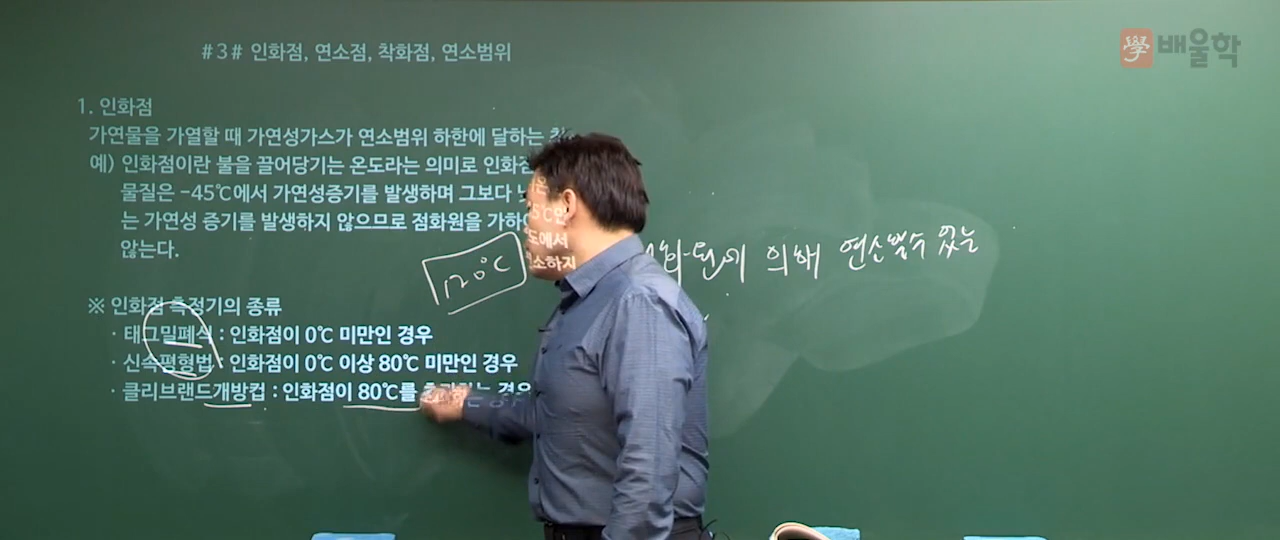 #3# 인화점, 연소점, 착화점, 연소범위
學 배울학
1. 인화점
가연물을 가열할 때 가연성가스가 연소범위 하한에 달하는
예) 인화점이란 불을 끌어당기는 온도라는 의미로 인화점
물질은 -45℃에서 가연성증기를 발생하며 그보다
는 가연성 증기를 발생하지 않으므로 점화원을 가하
않는다.
120℃
의해 연소할 수 있는
※ 인화점 측정기의 종류
· 태그밀폐식 : 인화점이 0℃ 미만인 경우
· 신속평형법 : 인화점이 0℃ 이상 80℃ 미만인 경우
· 클리브랜드개방컵 : 인화점이 80℃를 초과하는 경우